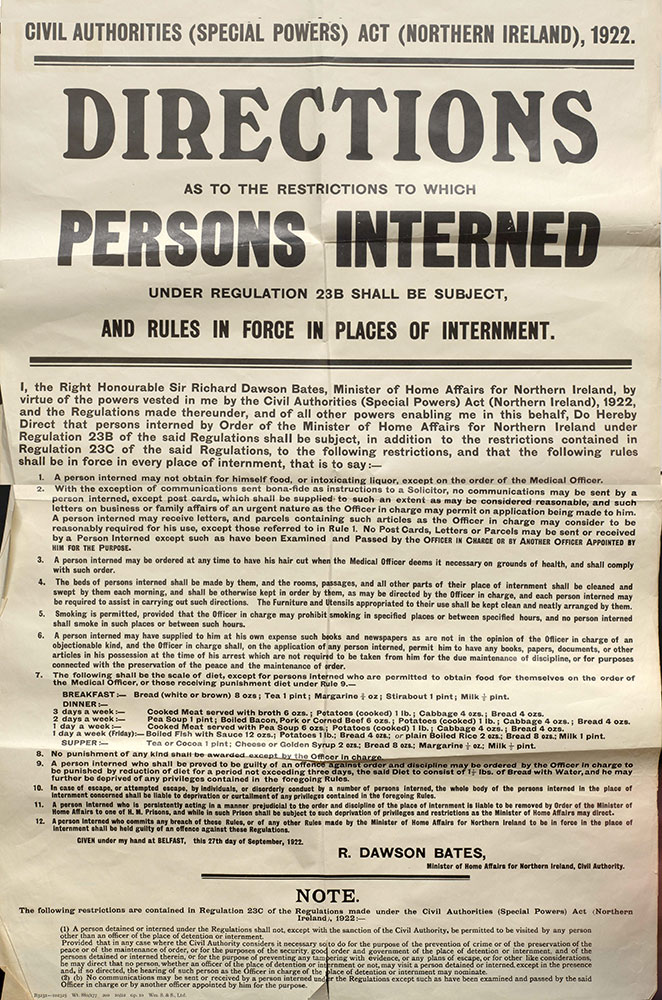 CIVIL AUTHORITIES (SPECIAL POWERS) ACT (NORTHERN IRELAND), 1922.
DIRECTIONS
AS TO THE RESTRICTIONS TO WHICH
PERSONS INTERNED
UNDER REGULATION 23B SHALL BE SUBJECT,
AND RULES IN FORCE IN PLACES OF INTERNMENT.
I, the Right Honourable Sir Richard Dawson Bates, Minister of Home Affairs for Northern Ireland, by
virtue of the powers vested in me by the Civil Authorities (Special Powers) Act (Northern Ireland), 1922,
and the Regulations made thereunder, and of all other powers enabling me in this behalf, Do Hereby
Direct that persons interned by Order of the Minister of Home Affairs for Northern Ireland under
Regulation 23B of the said Regulations shall be subject, in addition to the restrictions contained in
Regulation 23C of the said Regulations, to the following restrictions, and that the following rules
shall be in force in every place of internment, that is to say:—
1. A person interned may not obtain for himself food, or intoxicating liquor, except on the order of the Medical Officer.
2. With the exception of communications sent bona-fide as instructions to a Solicitor, no communications may be sent by a
person interned, except post cards, which shall be supplied to such an extent as may be considered reasonable, and such
letters on business or family affairs of an urgent nature as the Officer in charge may permit on application being made to him.
A person interned may receive letters, and parcels containing such articles as the Officer in charge may consider to be
reasonably required for his use, except those referred to in Rule 1. No Post Cards, Letters or Parcels may be sent or received
by a Person Interned except such as have been Examined and Passed by the OFFICER IN CHARGE OR BY ANOTHER OFFICER APPOINTED BY
HIM FOR THE PURPOSE.
3. A person interned may be ordered at any time to have his hair cut when the Medical Officer deems it necessary on grounds of health, and shall comply
with such order.
4. The beds of persons interned shall be made by them, and the rooms, passages, and all other parts of their place of internment shall be cleaned and
swept by them each morning, and shall be otherwise kept in order by them, as may be directed by the Officer in charge, and each person interned may
be required to assist in carrying out such directions. The Furniture and Utensils appropriated to their use shall be kept clean and neatly arranged by them.
5. Smoking is permitted, provided that the Officer in charge may prohibit smoking in specified places or between specified hours, and no person interned
shall smoke in such places or between such hours.
6. A person interned may have supplied to him at his own expense such books and newspapers as are not in the opinion of the Officer in charge of an
objectionable kind, and the Officer in charge shall, on the application of any person interned, permit him to have any books, papers, documents, or other
articles in his possession at the time of his arrest which are not required to be taken from him for the due maintenance of discipline, or for purposes
connected with the preservation of the peace and the maintenance of order.
7. The following shall be the scale of diet, except for persons interned who are permitted to obtain food for themselves on the order of
the Medical Officer, or those receiving punishment diet under Rule 9.—
BREAKFAST:— Bread (white or brown) 8 ozs; Tea 1 pint; Margarine ½ oz; Stirabout 1 pint; Milk ½ pint.
DINNER:—
3 days a week:— Cooked Meat served with broth 6 ozs.; Potatoes (cooked) 1 lb.; Cabbage 4 ozs.; Bread 4 ozs.
2 days a week:— Pea Soup 1 pint; Boiled Bacon, Pork or Corned Beef 6 ozs.; Potatoes (cooked) 1 lb.; Cabbage 4 ozs.; Bread 4 ozs.
1 day a week:— Cooked Meat served with Pea Soup 6 ozs.; Potatoes (cooked) 1 lb.; Cabbage 4 ozs.; Bread 4 ozs.
1 day a week (Friday):— Boiled Fish with Sauce 12 ozs.; Potatoes 1 lb.; Bread 4 ozs.; or plain Boiled Rice 2 ozs.; Bread 8 ozs.; Milk 1 pint.
SUPPER:— Tea or Cocoa 1 pint; Cheese or Golden Syrup 2 ozs; Bread 8 ozs; Margarine ½ oz; Milk ½ pint.
8. No punishment of any kind shall be awarded except by the Officer in charge.
9. A person interned who shall be proved to be guilty of an offence against order and discipline may be ordered by the Officer in charge to
be punished by reduction of diet for a period not exceeding three days, the said Diet to consist of 1½ lbs. of Bread with Water, and he may
further be deprived of any privileges contained in the foregoing Rules.
10. In case of escape, or attempted escape, by individuals, or disorderly conduct by a number of persons interned, the whole body of the persons interned in the place of
internment concerned shall be liable to deprivation or curtailment of any privileges contained in the foregoing Rules.
11. A person interned who is persistently acting in a manner prejudicial to the order and discipline of the place of internment is liable to be removed by Order of the Minister of
Home Affairs to one of H. M. Prisons, and while in such Prison shall be subject to such deprivation of privileges and restrictions as the Minister of Home Affairs may direct.
12. A person interned who commits any breach of these Rules, or of any other Rules made by the Minister of Home Affairs for Northern Ireland to be in force in the place of
internment shall be held guilty of an offence against these Regulations.
GIVEN under my hand at BELFAST, this 27th day of September, 1922.
R. DAWSON BATES,
Minister of Home Affairs for Northern Ireland, Civil Authority.
NOTE.
The following restrictions are contained in Regulation 23C of the Regulations made under the Civil Authorities (Special Powers) Act (Northern
Ireland), 1922:—
(1) A person detained or interned under the Regulations shall not, except with the sanction of the Civil Authority, be permitted to be visited by any person
other than an officer of the place of detention or internment.
Provided that in any case where the Civil Authority considers it necessary so to do for the purpose of the prevention of crime or of the preservation of the
peace or of the maintenance of order, or for the purposes of the security, good order and government of the place of detention or internment, and of the
persons detained or interned therein, or for the purpose of preventing any tampering with evidence, or any plans of escape, or for other like considerations,
he may direct that no person, whether an officer of the place of detention or internment or not, may visit a person detained or interned, except in the presence
and, if so directed, the hearing of such person as the Officer in charge of the place of detention or internment may nominate.
(3) (b) No communications may be sent or received by a person interned under the Regulations except such as have been examined and passed by the said
Officer in charge or by another officer appointed by him for the purpose.